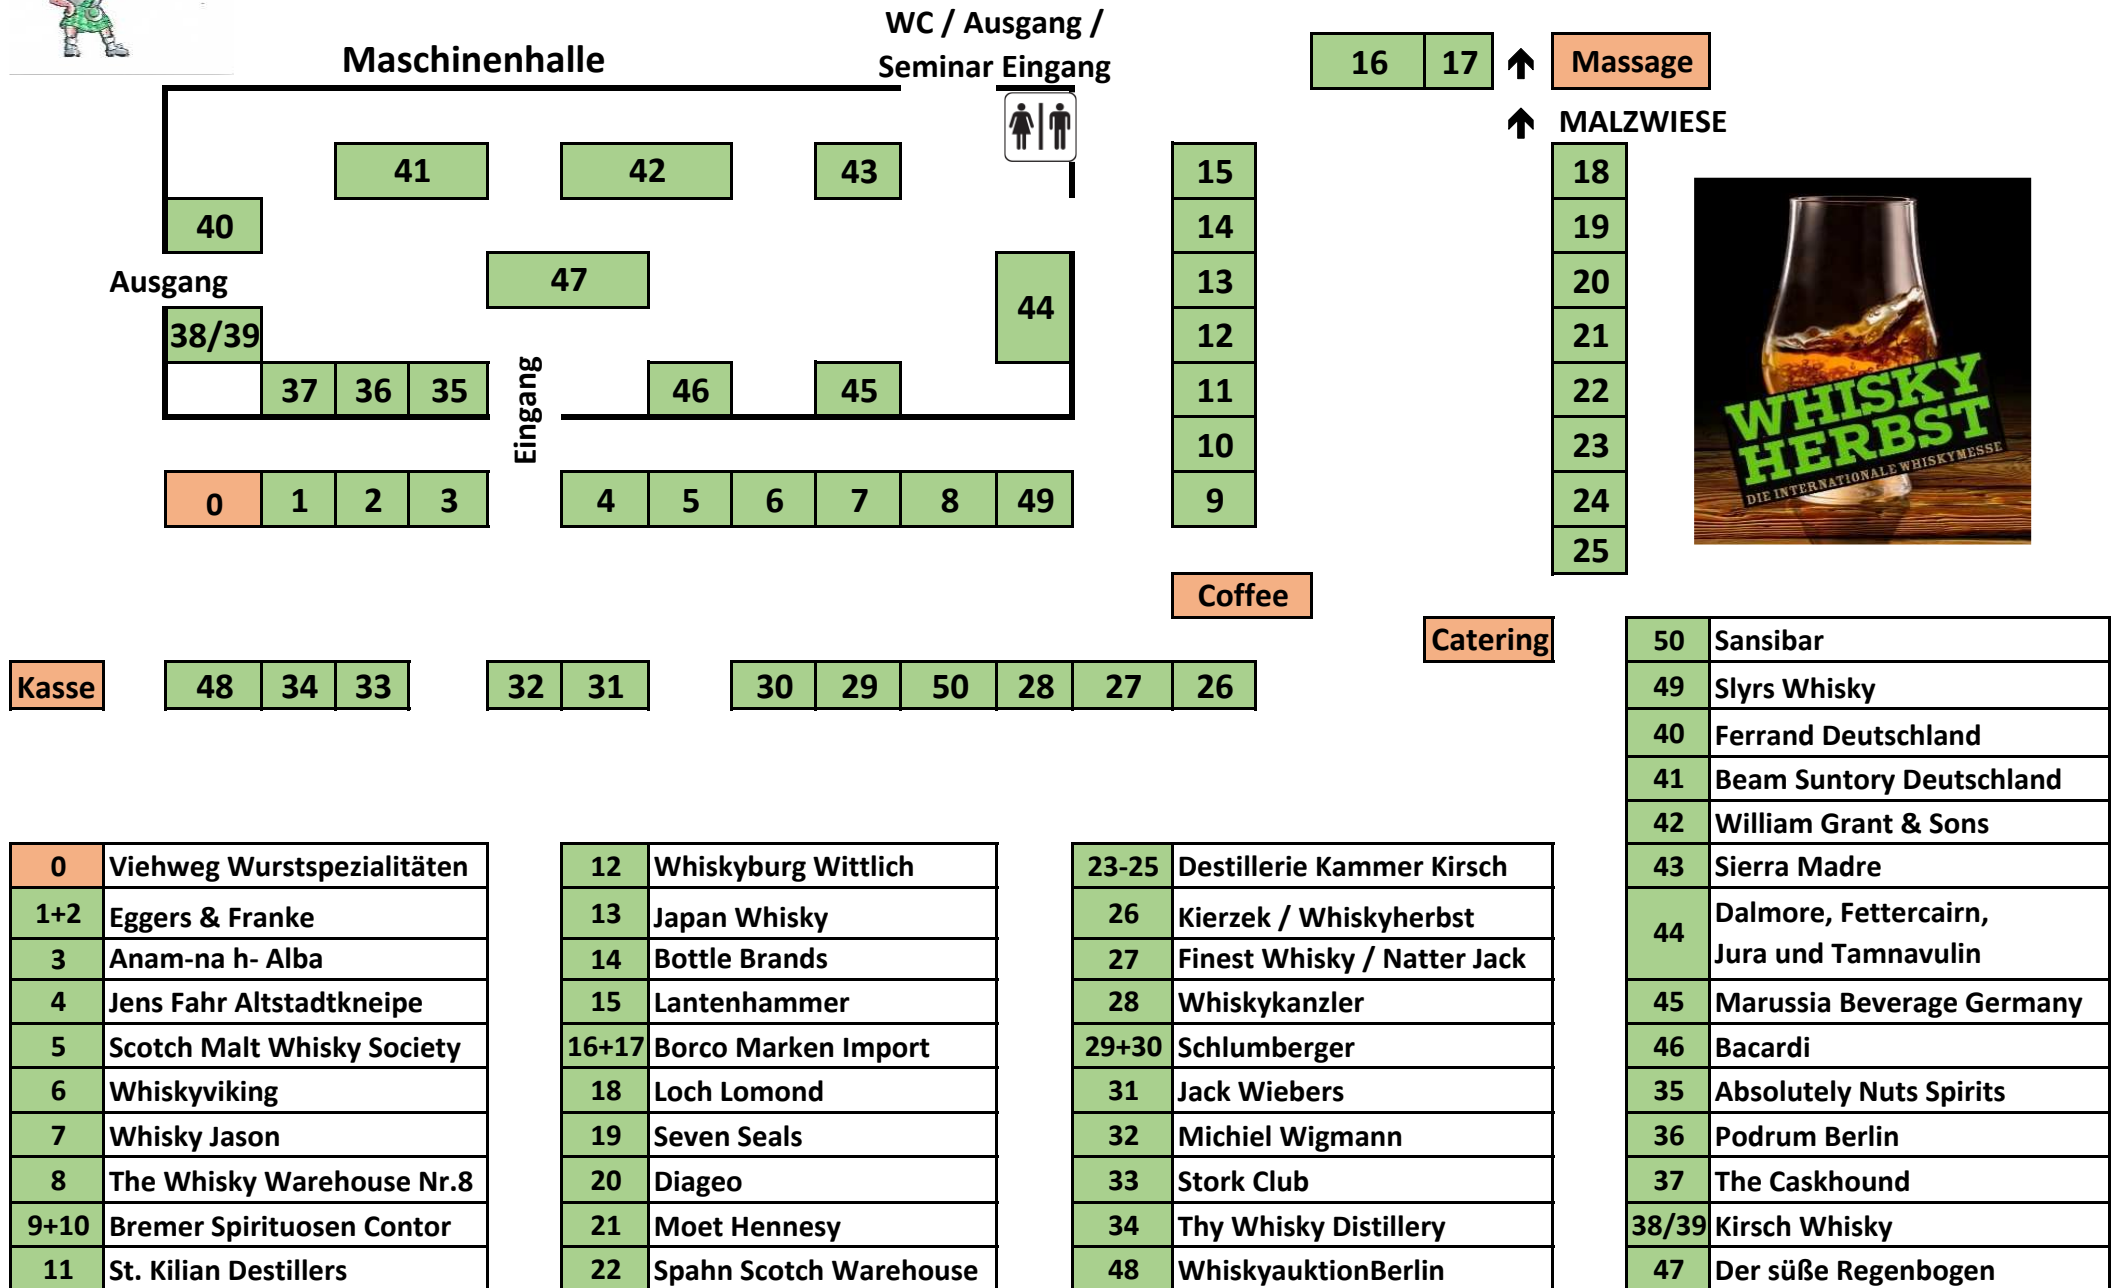 WC / Ausgang /
Seminar Eingang
Maschinenhalle
16 17 Massage
MALZWIESE
41 42 43 15 18
40 14 19
Ausgang 47 44 13 20
38/39 12 21
37 36 35 Eingang 46 45 11 22
10 23
0 1 2 3 4 5 6 7 8 49 9 24
25
WHISKY
HERBST
DIE INTERNATIONALE WHISKYMESSE
Coffee
Catering
Kasse 48 34 33 32 31 30 29 50 28 27 26
0 Viehweg Wurstspezialitäten
1+2 Eggers & Franke
3 Anam-na h- Alba
4 Jens Fahr Altstadtkneipe
5 Scotch Malt Whisky Society
6 Whiskyviking
7 Whisky Jason
8 The Whisky Warehouse Nr.8
9+10 Bremer Spirituosen Contor
11 St. Kilian Destillers
12 Whiskyburg Wittlich
13 Japan Whisky
14 Bottle Brands
15 Lantenhammer
16+17 Borco Marken Import
18 Loch Lomond
19 Seven Seals
20 Diageo
21 Moet Hennesy
22 Spahn Scotch Warehouse
23-25 Destillerie Kammer Kirsch
26 Kierzek / Whiskyherbst
27 Finest Whisky / Natter Jack
28 Whiskykanzler
29+30 Schlumberger
31 Jack Wiebers
32 Michiel Wigmann
33 Stork Club
34 Thy Whisky Distillery
48 WhiskyauktionBerlin
50 Sansibar
49 Slyrs Whisky
40 Ferrand Deutschland
41 Beam Suntory Deutschland
42 William Grant & Sons
43 Sierra Madre
44 Dalmore, Fettercairn,
Jura und Tamnavulin
45 Marussia Beverage Germany
46 Bacardi
35 Absolutely Nuts Spirits
36 Podrum Berlin
37 The Caskhound
38/39 Kirsch Whisky
47 Der süße Regenbogen